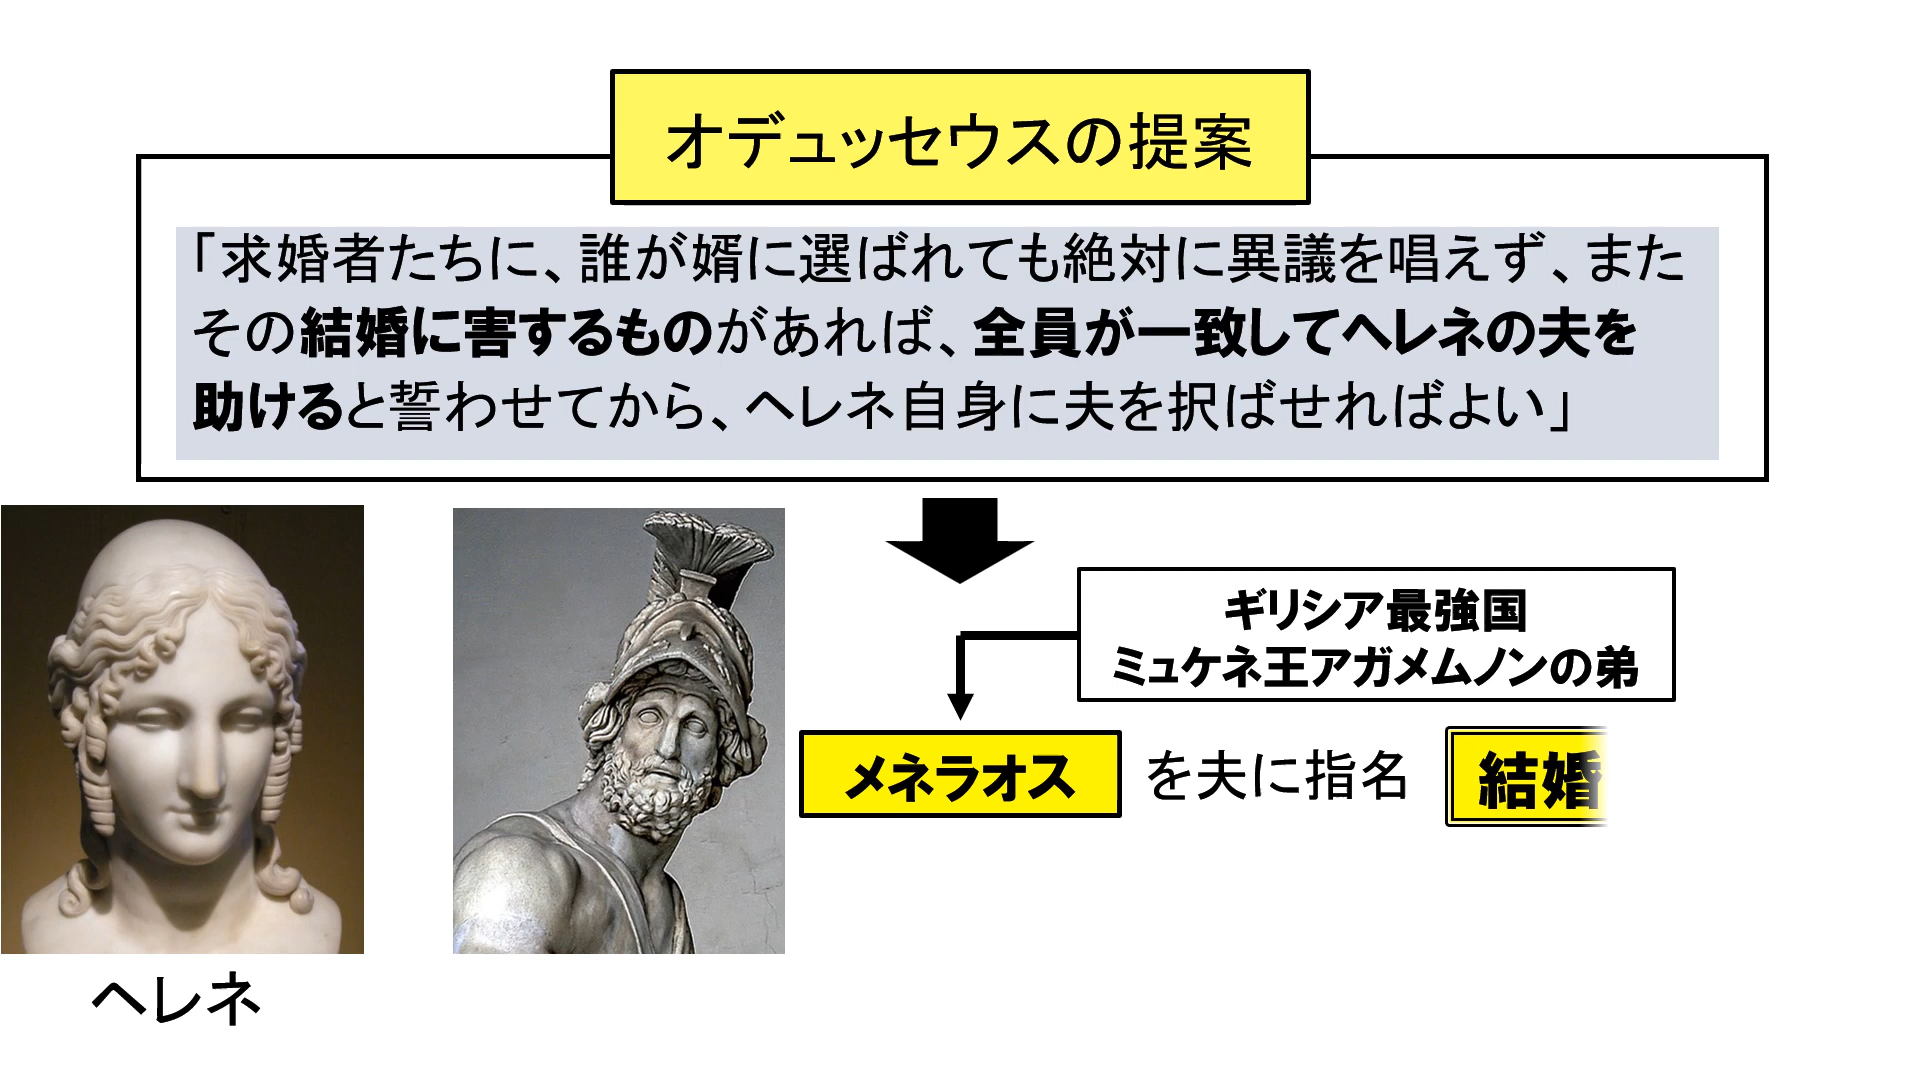 オデュッセウスの提案
「求婚者たちに、誰が婿に選ばれても絶対に異議を唱えず、また
その結婚に害するものがあれば、全員が一致してヘレネの夫を
助けると誓わせてから、ヘレネ自身に夫を択ばせればよい」
ギリシア最強国
ミュケネ王アガメムノンの弟
メネラオス を夫に指名 結婚
ヘレネ